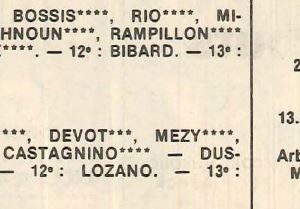 BOSSIS****, RIO****, MI-
HNOUN****, RAMPILLON****
****. — 12e : BIBARD. — 13e :
***, DEVOT***, MEZY****
CASTAGNINO**** — DUS-
— 12e : LOZANO. — 13e :
2
13.
Arb
M